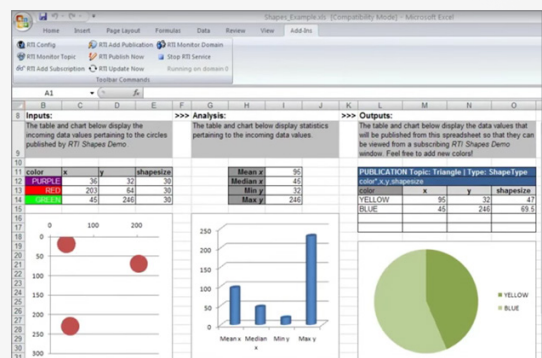 Shapes_Example.xls [Compatibility Mode] - Microsoft Excel
Home Insert Page Layout Formulas Data Review View Add-Ins
RTI Config RTI Add Publication RTI Monitor Domain
RTI Monitor Topic RTI Publish Now Stop RTI Service
RTI Add Subscription RTI Update Now Running on domain 0
Toolbar Commands
A1 fx
B C D E F G H I J K L M N O
8 Inputs: >>> Analysis: >>> Outputs:
The table and chart below display the
incoming data values pertaining to the circles
published by RTI Shapes Demo
The table and chart below display statistics
pertaining to the incoming data values.
The table and chart below display the data values that
will be published from this spreadsheet so that they can
be viewed from a subscribing RTI Shapes Demo
window. Feel free to add new colors!
9
10
11 color x y shapesize Mean x 95 PUBLICATION Topic: Triangle | Type: ShapeType
12 PURPLE 36 32 30 Median x 45 color*,x,y,shapesize
13 RED 203 64 30 Min y 32 color x y shapesize
14 GREEN 45 246 30 Max y 246 YELLOW 95 32 47
15 BLUE 45 246 69.5
16
17
18
19
20
21
22
23
24
25
26
27
28
29
30
0 100 200
0
50
100
150
200
250
300
250
200
150
100
50
0
Mean x Median x Min y Max y
YELLOW
BLUE